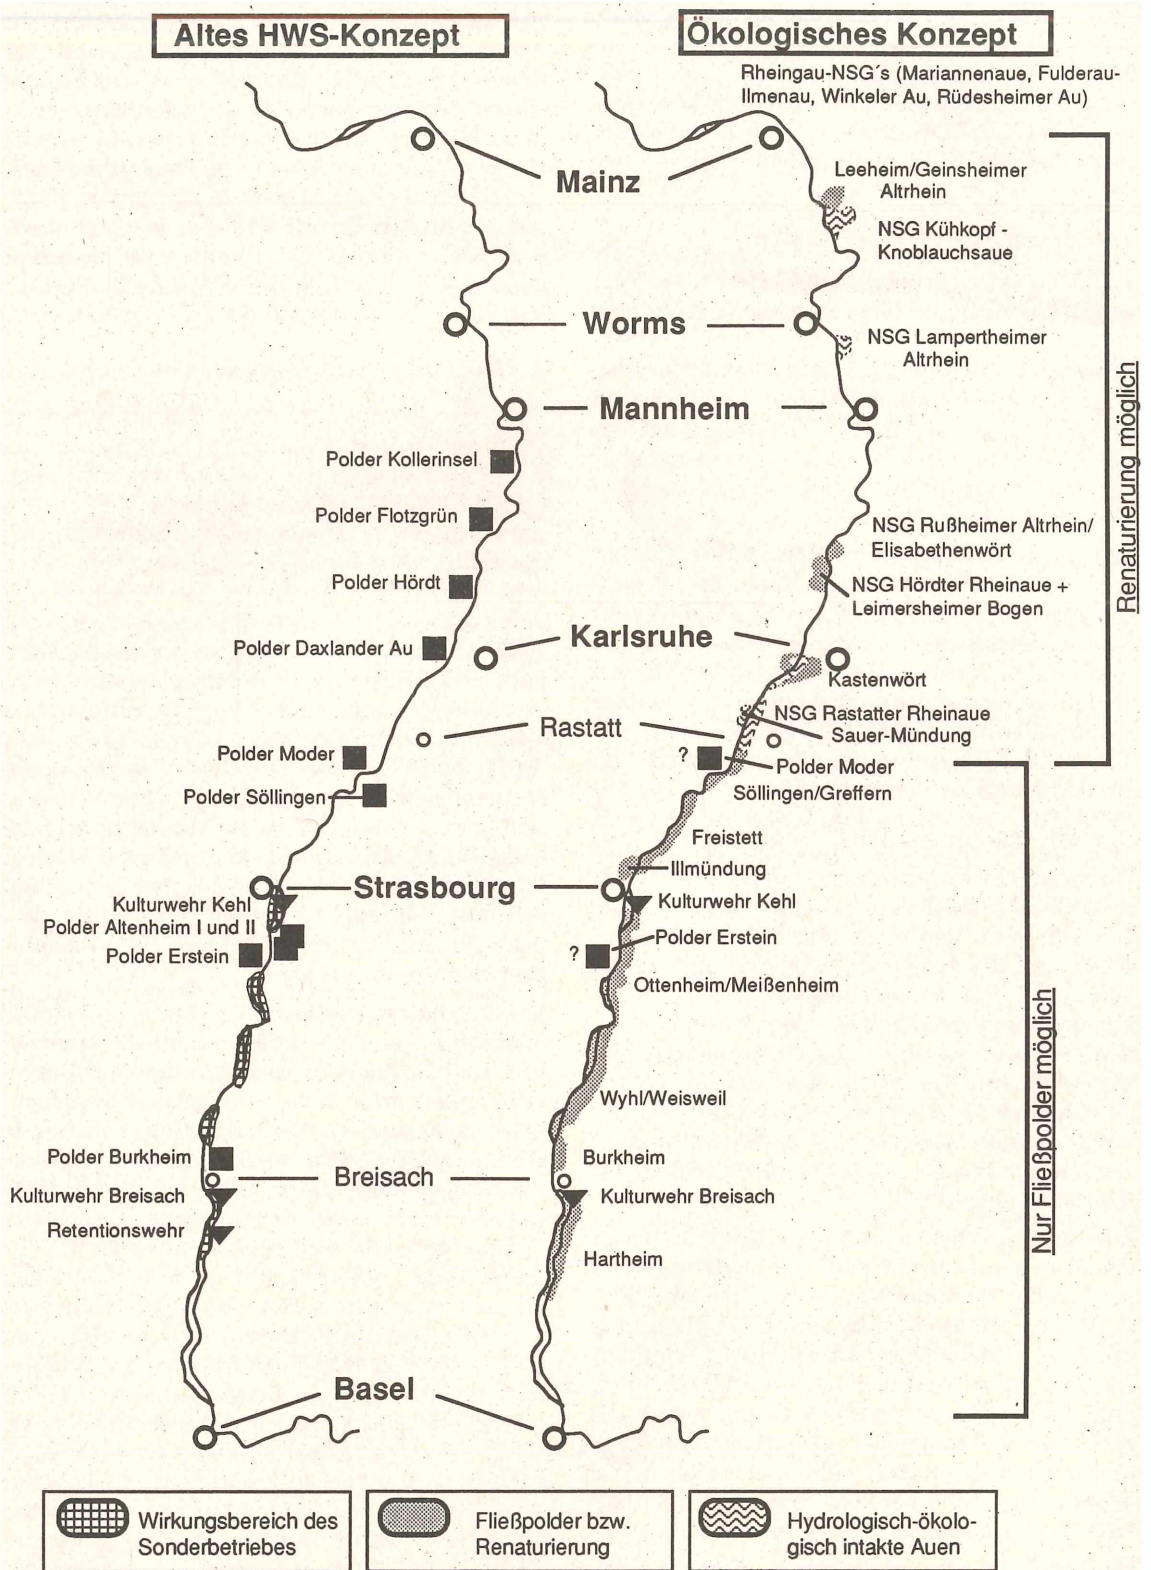 Altes HWS-Konzept
Ökologisches Konzept
Rheingau-NSG´s (Mariannenaue, Fulderau-
Ilmenau, Winkeler Au, Rüdesheimer Au)
Mainz
Leeheim/Geinsheimer
Altrhein
NSG Kühkopf -
Knoblauchsaue
Worms
NSG Lampertheimer
Altrhein
Mannheim
Polder Kollerinsel
Polder Flotzgrün
NSG Rußheimer Altrhein/
Elisabethenwört
Polder Hördt
NSG Hördter Rheinaue +
Leimersheimer Bogen
Karlsruhe
Polder Daxlander Au
Kastenwört
Renaturierung möglich
Rastatt
NSG Rastatter Rheinaue
Sauer-Mündung
Polder Moder
?
Polder Moder
Polder Söllingen
Söllingen/Greffern
Freistett
Illmündung
Strasbourg
Kulturwehr Kehl
Kulturwehr Kehl
Polder Altenheim I und II
Polder Erstein
?
Polder Erstein
Ottenheim/Meißenheim
Wyhl/Weisweil
Nur Fließpolder möglich
Polder Burkheim
Burkheim
Breisach
Kulturwehr Breisach
Kulturwehr Breisach
Retentionswehr
Hartheim
Basel
Wirkungsbereich des
Sonderbetriebes
Fließpolder bzw.
Renaturierung
Hydrologisch-ökolo-
gisch intakte Auen